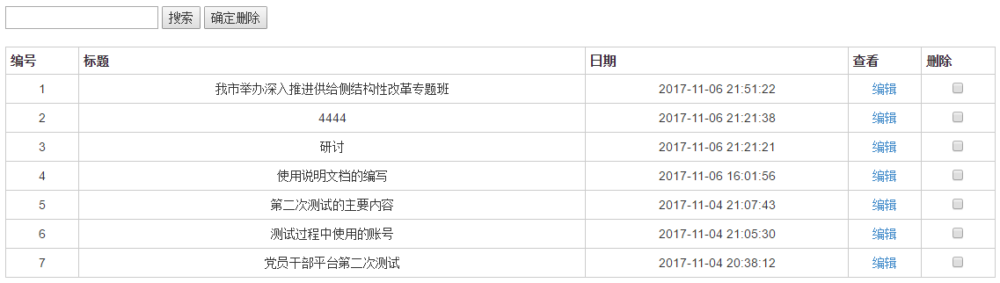 搜索 确定删除
编号 标题 日期 查看 删除
1 我市举办深入推进供给侧结构性改革专题班 2017-11-06 21:51:22 编辑
2 4444 2017-11-06 21:21:38 编辑
3 研讨 2017-11-06 21:21:21 编辑
4 使用说明文档的编写 2017-11-06 16:01:56 编辑
5 第二次测试的主要内容 2017-11-04 21:07:43 编辑
6 测试过程中使用的账号 2017-11-04 21:05:30 编辑
7 党员干部平台第二次测试 2017-11-04 20:38:12 编辑